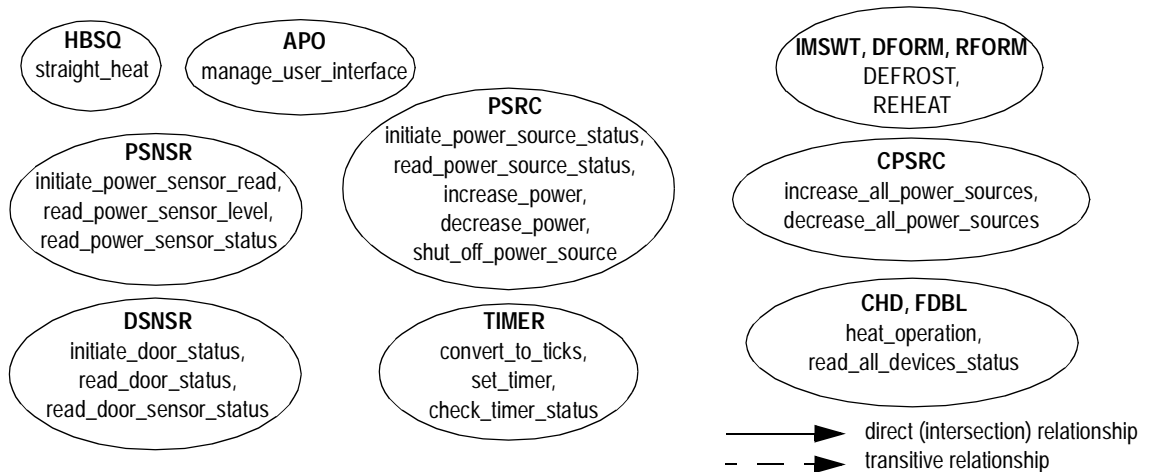 HBSQ
straight_heat
APO
manage_user_interface
IMSWT, DFORM, RFORM
DEFROST,
REHEAT
PSRC
initiate_power_source_status,
read_power_source_status,
increase_power,
decrease_power,
shut_off_power_source
PSNSR
initiate_power_sensor_read,
read_power_sensor_level,
read_power_sensor_status
CPSRC
increase_all_power_sources,
decrease_all_power_sources
DSNSR
initiate_door_status,
read_door_status,
read_door_sensor_status
TIMER
convert_to_ticks,
set_timer,
check_timer_status
CHD, FDBL
heat_operation,
read_all_devices_status
direct (intersection) relationship
transitive relationship